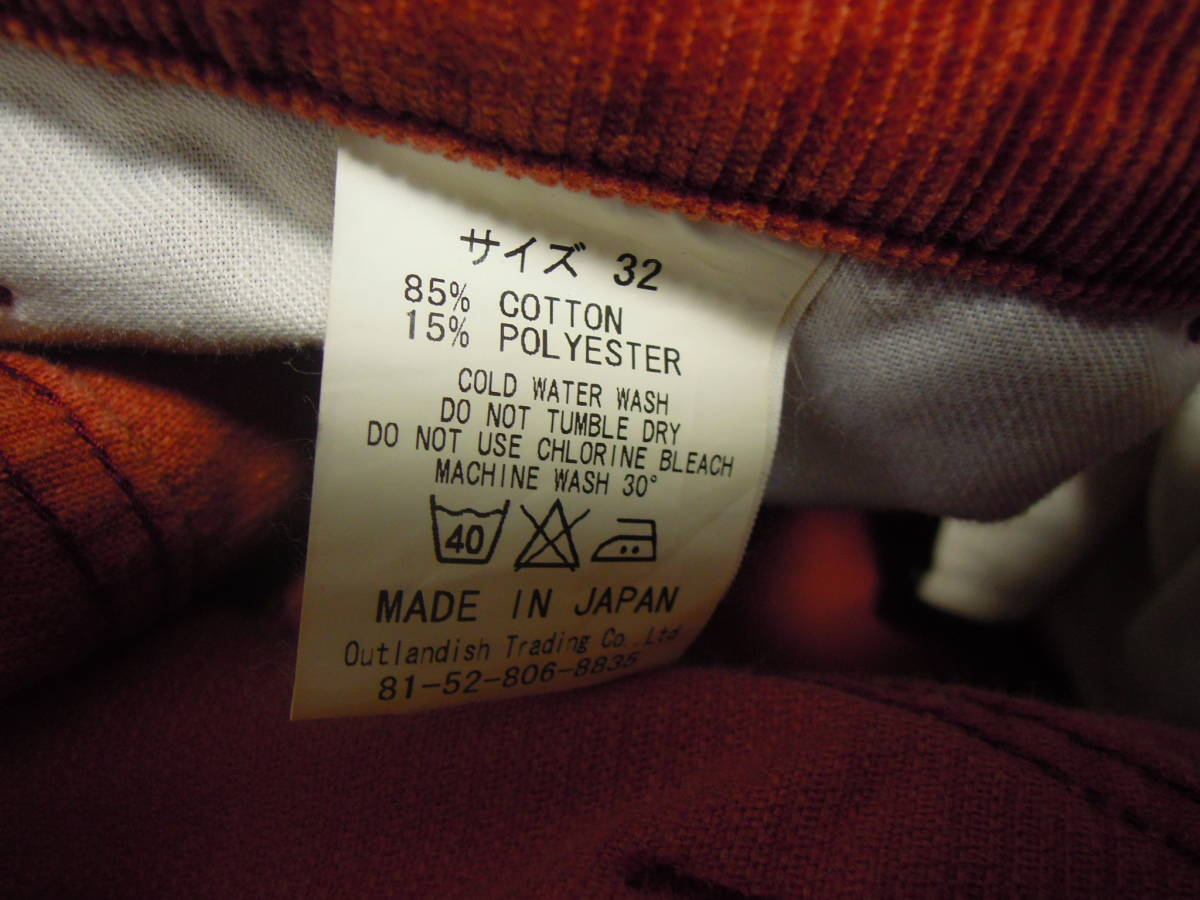 サイズ 32
85% COTTON
15% POLYESTER
COLD WATER WASH
DO NOT TUMBLE DRY
DO NOT USE CHLORINE BLEACH
MACHINE WASH 30°
40
MADE IN JAPAN
Outlandish Trading Co.,Ltd
81-52-806-8835